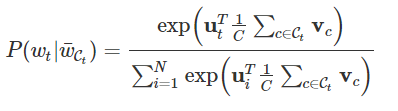 P(w_t|\bar{w}_{\mathcal{C}_t}) = \frac{\exp\left(\mathbf{u}_t^T \frac{1}{C} \sum_{c \in \mathcal{C}_t} \mathbf{v}_c\right)}{\sum_{i=1}^{N} \exp\left(\mathbf{u}_i^T \frac{1}{C} \sum_{c \in \mathcal{C}_t} \mathbf{v}_c\right)}